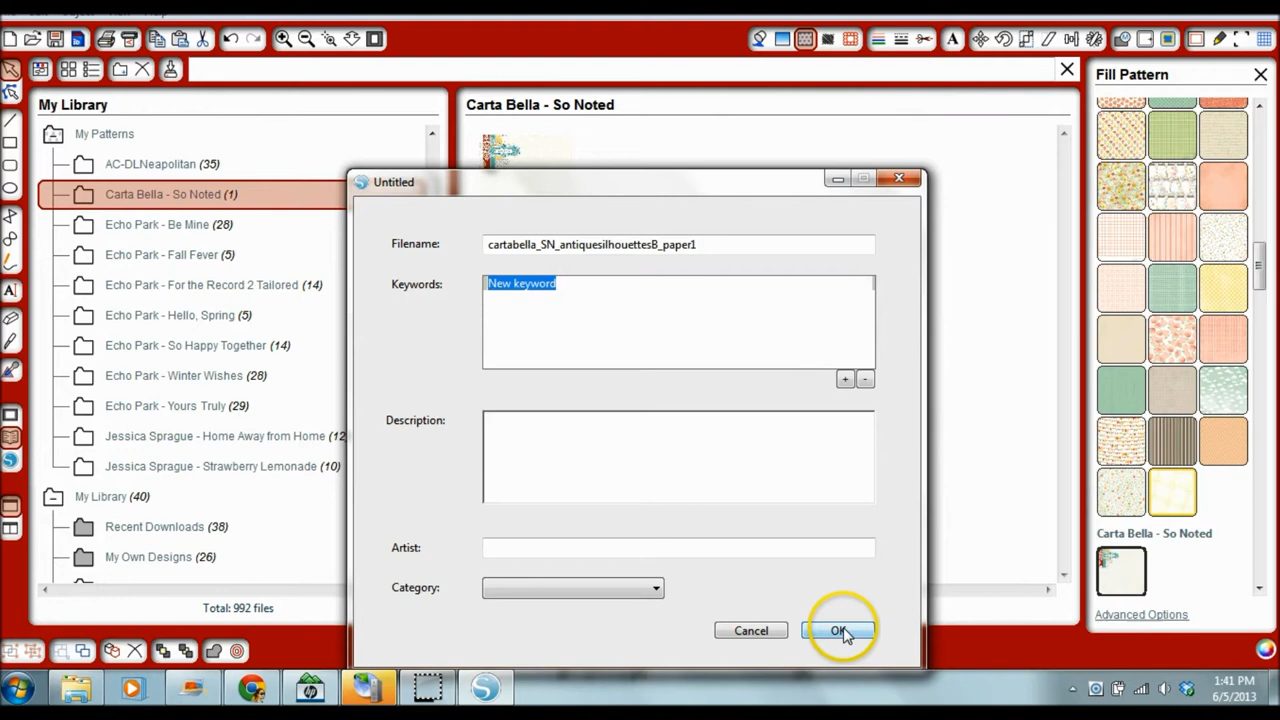 My Library
My Patterns
AC-DLNeapolitan (35)
Carta Bella - So Noted (1)
Echo Park - Be Mine (28)
Echo Park - Fall Fever (5)
Echo Park - For the Record 2 Tailored (14)
Echo Park - Hello, Spring (5)
Echo Park - So Happy Together (14)
Echo Park - Winter Wishes (28)
Echo Park - Yours Truly (29)
Jessica Sprague - Home Away from Home (12
Jessica Sprague - Strawberry Lemonade (10)
My Library (40)
Recent Downloads (38)
My Own Designs (26)
Total: 992 files
Carta Bella - So Noted
Untitled
Filename: cartabella_SN_antiquesilhouettesB_paper1
Keywords: New keyword
+ -
Description:
Artist:
Category:
Cancel OK
Fill Pattern
Carta Bella - So Noted
Advanced Options
1:41 PM
6/5/2013